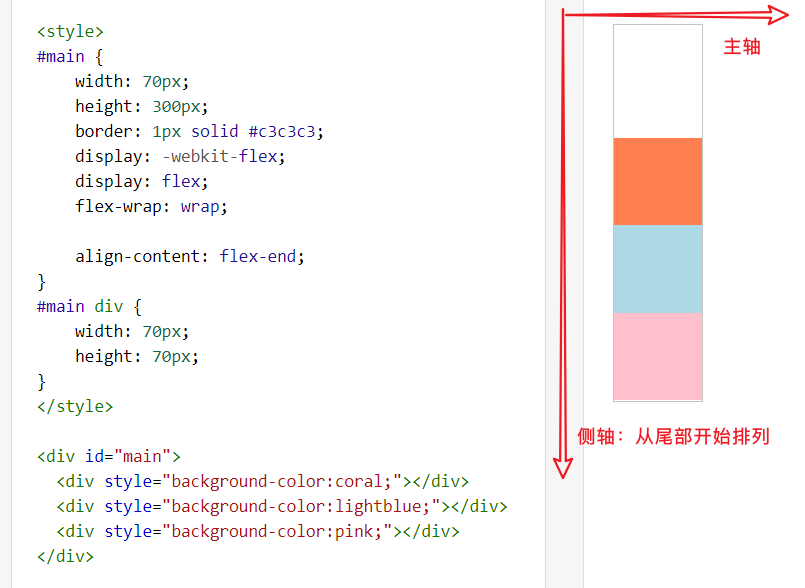 <style>
#main {
    width: 70px;
    height: 300px;
    border: 1px solid #c3c3c3;
    display: -webkit-flex;
    display: flex;
    flex-wrap: wrap;

    align-content: flex-end;
}
#main div {
    width: 70px;
    height: 70px;
}
</style>

<div id="main">
  <div style="background-color:coral;"></div>
  <div style="background-color:lightblue;"></div>
  <div style="background-color:pink;"></div>
</div>
主轴
侧轴：从尾部开始排列